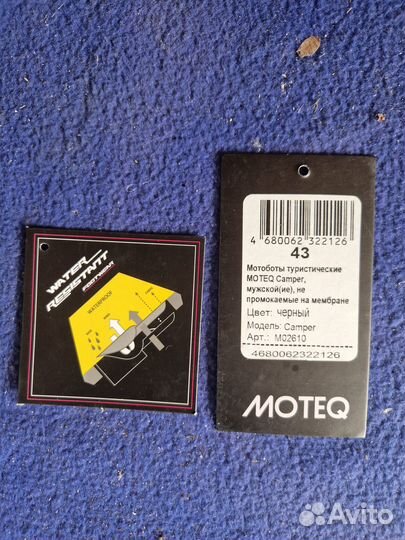 WATER
RESISTANT
WATERPROOF
4 680062 322126
43
Мотоботы туристические
MOTEQ Camper,
мужской(ие), не
промокаемые на мембране
Цвет: черный
Модель: Camper
Арт.: M02610
4680062322126
MOTEQ
Avito